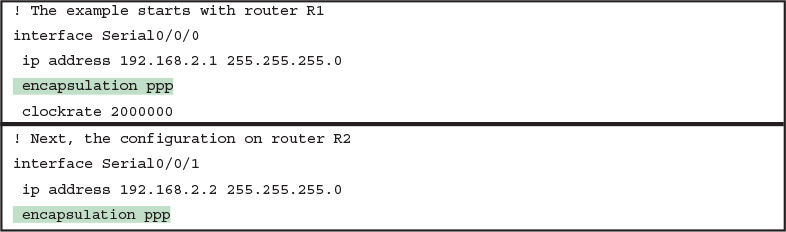 ! The example starts with router R1
interface Serial0/0/0
 ip address 192.168.2.1 255.255.255.0
 encapsulation ppp
 clockrate 2000000
! Next, the configuration on router R2
interface Serial0/0/1
 ip address 192.168.2.2 255.255.255.0
 encapsulation ppp